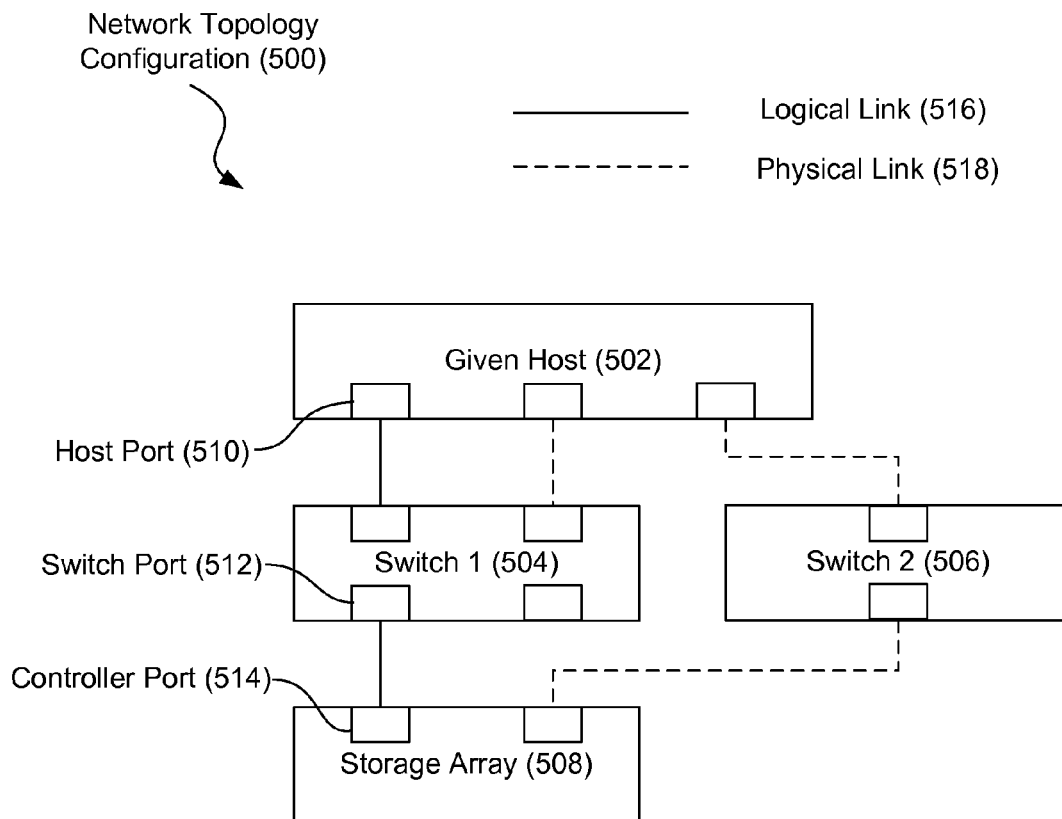 Network Topology
Configuration (500)
Logical Link (516)
Physical Link (518)
Given Host (502)
Host Port (510)
Switch Port (512)
Switch 1 (504)
Switch 2 (506)
Controller Port (514)
Storage Array (508)